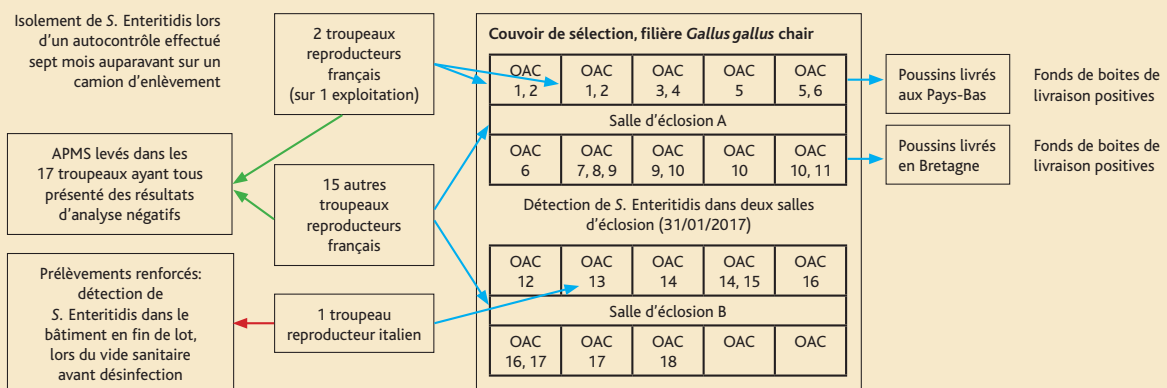 Isolement de S. Enteritidis lors
d'un autocontrôle effectué
sept mois auparavant sur un
camion d'enlèvement
APMS levés dans les
17 troupeaux ayant tous
présenté des résultats
d'analyse négatifs
Prélèvements renforcés:
détection de
S. Enteritidis dans le
bâtiment en fin de lot,
lors du vide sanitaire
avant désinfection
2 troupeaux
reproducteurs
français
(sur 1 exploitation)
15 autres
troupeaux
reproducteurs
français
1 troupeau
reproducteur italien
Couvoir de sélection, filière Gallus gallus chair
OAC OAC OAC OAC OAC
1, 2 1, 2 3, 4 5 5, 6
Salle d'éclosion A
OAC OAC OAC OAC OAC
6 7, 8, 9 9, 10 10 10, 11
Détection de S. Enteritidis dans deux salles
d'éclosion (31/01/2017)
OAC OAC OAC OAC OAC
12 13 14 14, 15 16
Salle d'éclosion B
OAC OAC OAC OAC OAC
16, 17 17 18
Poussins livrés
aux Pays-Bas
Fonds de boites de
livraison positives
Poussins livrés
en Bretagne
Fonds de boites de
livraison positives